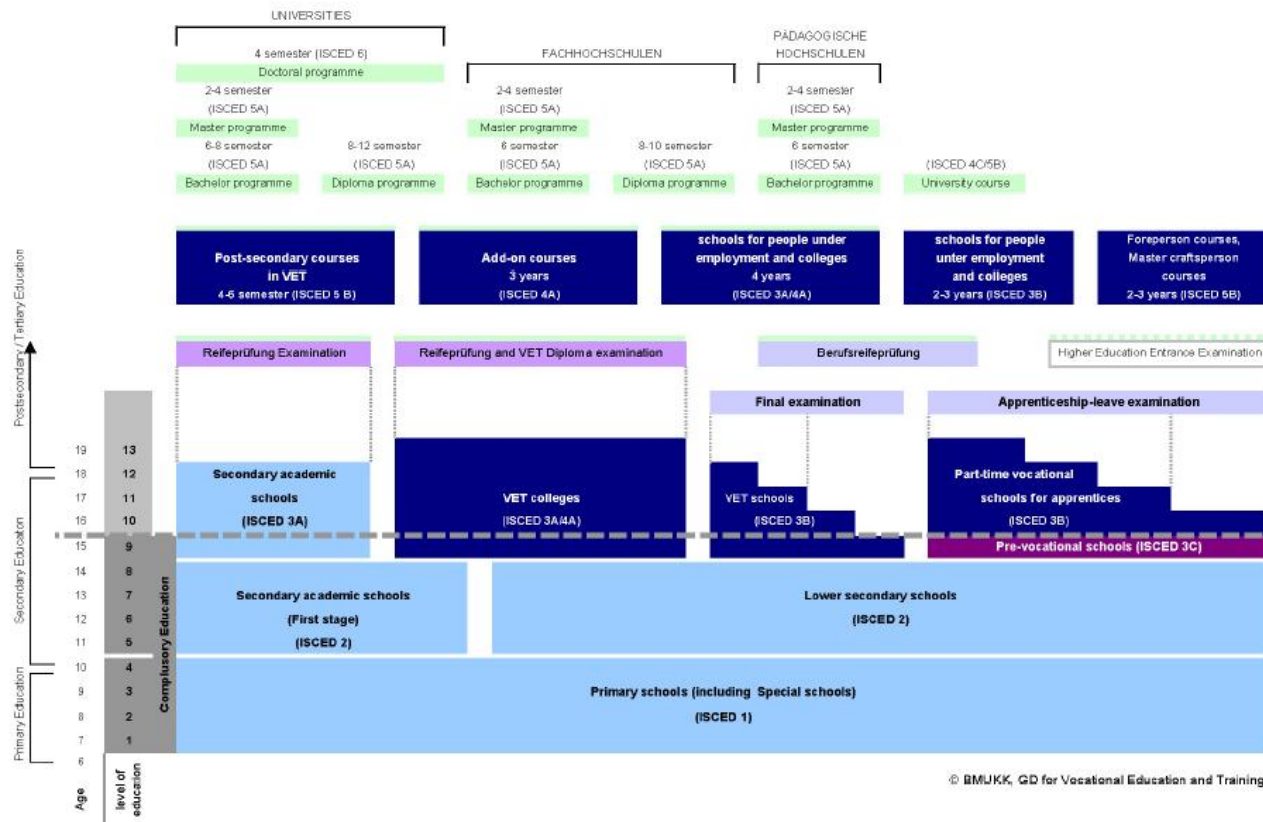 UNIVERSITIES
4 semester (ISCED 6)
Doctoral programme
2-4 semester
(ISCED 5A)
Master programme
6-8 semester
(ISCED 5A)
Bachelor programme
8-12 semester
(ISCED 5A)
Diploma programme
FACHHOCHSCHULEN
2-4 semester
(ISCED 5A)
Master programme
6 semester
(ISCED 5A)
Bachelor programme
8-10 semester
(ISCED 5A)
Diploma programme
PÄDAGOGISCHE
HOCHSCHULEN
2-4 semester
(ISCED 5A)
Master programme
6 semester
(ISCED 5A)
Bachelor programme
(ISCED 4C/5B)
University course
Post-secondary courses
in VET
4-6 semester (ISCED 5 B)
Add-on courses
3 years
(ISCED 4A)
schools for people under
employment and colleges
4 years
(ISCED 3A/4A)
schools for people
unter employment
and colleges
2-3 years (ISCED 3B)
Foreperson courses,
Master craftsperson
courses
2-3 years (ISCED 5B)
Reifeprüfung Examination
Reifeprüfung and VET Diploma examination
Berufsreifeprüfung
Higher Education Entrance Examination
Final examination
Apprenticeship-leave examination
Secondary academic
schools
(ISCED 3A)
VET colleges
(ISCED 3A/4A)
VET schools
(ISCED 3B)
Part-time vocational
schools for apprentices
(ISCED 3B)
Pre-vocational schools (ISCED 3C)
Secondary academic schools
(First stage)
(ISCED 2)
Lower secondary schools
(ISCED 2)
Primary schools (including Special schools)
(ISCED 1)
Postsecondary / Tertiary Education
Secondary Educaton
Primary Education
Complusory Education
19 13
18 12
17 11
16 10
15 9
14 8
13 7
12 6
11 5
10 4
9 3
8 2
7 1
6
Age
level of
education
© BMUKK, GD for Vocational Education and Training